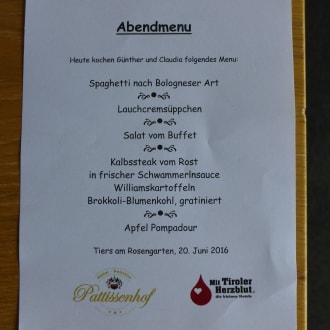 Abendmenu
Heute kochen Günther und Claudia folgendes Menu:
Spaghetti nach Bologneser Art
Lauchcremsüppchen
Salat vom Buffet
Kalbssteak vom Rost
in frischer Schwammerlnsauce
Williamskartoffeln
Brokkoli-Blumenkohl, gratiniert
Apfel Pompadour
Tiers am Rosengarten, 20. Juni 2016
Pattissenhof
Mit Tiroler
Herzblut.